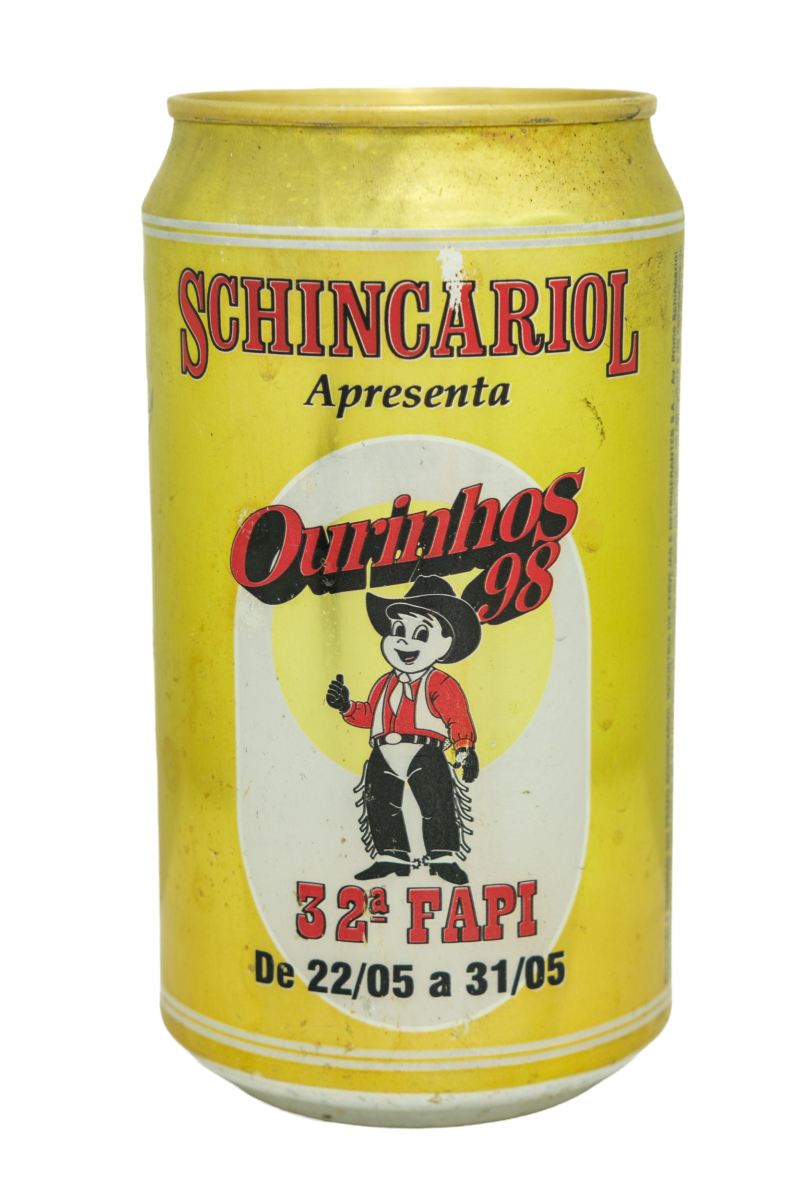 SCHINCARIOL
Apresenta
Ourinhos
98
32ª FAPI
De 22/05 a 31/05